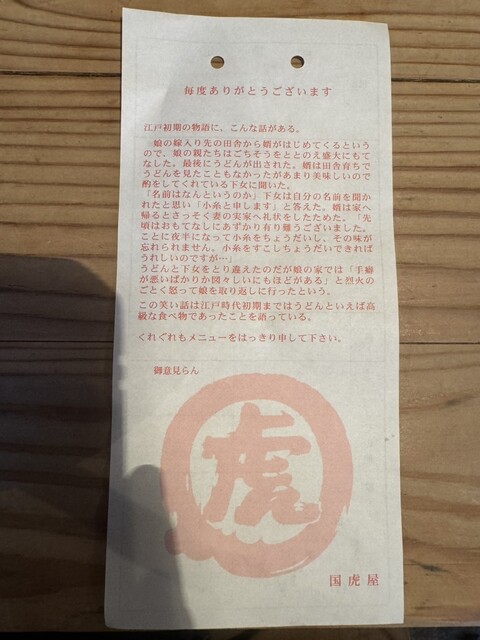 毎度ありがとうございます
江戸初期の物語に、こんな話がある。
娘の嫁入り先の田舎から婿がはじめてくるという
ので、娘の親たちはごちそうをととのえ盛大にもて
なした。最後にうどんが出された。婿は田舎育ちで
うどんを見たこともなかったがあまり美味しいので
酌をしてくれている下女に聞いた。
「名前はなんというのか」下女は自分の名前を聞か
れたと思い「小糸と申します」と答えた。婿は家へ
帰るとさっそく妻の実家へ礼状をしたためた。「先
頃はおもてなしにあずかり有り難うございました。
ことに夜半になって小糸をちょうだいし、その味が
忘れられません。小糸をすこしちょうだいできれば
うれしいのですが…」
うどんと下女をとり違えたのだが娘の家では「手癖
が悪いばかりか図々しいにもほどがある」と烈火の
ごとく怒って娘を取り返しに行ったという。
この笑い話は江戸時代初期まではうどんといえば高
級な食べ物であったことを語っている。
くれぐれもメニューをはっきり申して下さい。
御意見らん
虎
国虎屋